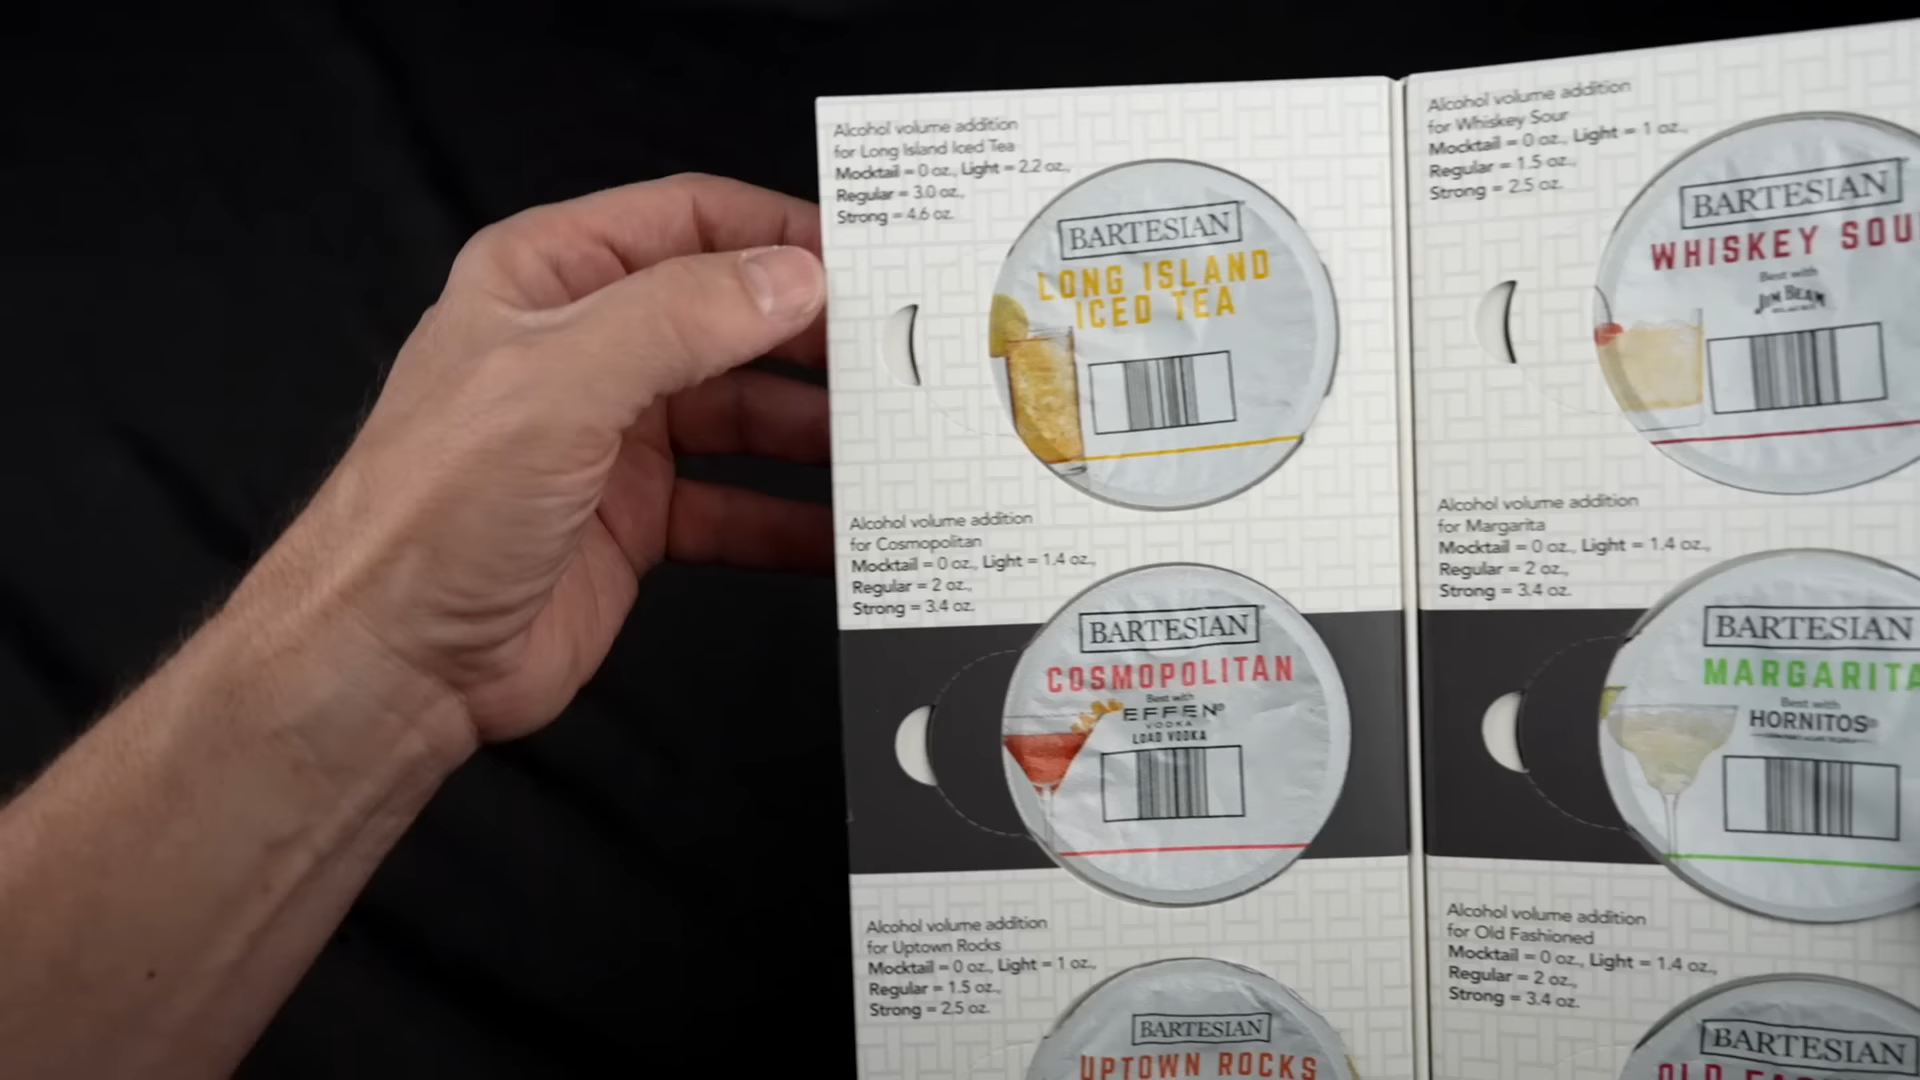 Alcohol volume addition
for Long Island Iced Tea
Mocktail = 0 oz., Light = 2.2 oz.,
Regular = 3.0 oz.,
Strong = 4.6 oz.
BARTESIAN
LONG ISLAND
ICED TEA
Alcohol volume addition
for Cosmopolitan
Mocktail = 0 oz., Light = 1.4 oz.,
Regular = 2 oz.,
Strong = 3.4 oz.
BARTESIAN
COSMOPOLITAN
Best with
EFFEN®
VODKA
LOAD VODKA
Alcohol volume addition
for Uptown Rocks
Mocktail = 0 oz., Light = 1 oz.,
Regular = 1.5 oz.,
Strong = 2.5 oz.
BARTESIAN
UPTOWN ROCKS
Alcohol volume addition
for Whiskey Sour
Mocktail = 0 oz., Light = 1 oz.,
Regular = 1.5 oz.,
Strong = 2.5 oz.
BARTESIAN
WHISKEY SOU
Best with
JIM BEAM
Alcohol volume addition
for Margarita
Mocktail = 0 oz., Light = 1.4 oz.,
Regular = 2 oz.,
Strong = 3.4 oz.
BARTESIAN
MARGARITA
Best with
HORNITOS®
Alcohol volume addition
for Old Fashioned
Mocktail = 0 oz., Light = 1.4 oz.,
Regular = 2 oz.,
Strong = 3.4 oz.
BARTESIAN
OLD FA